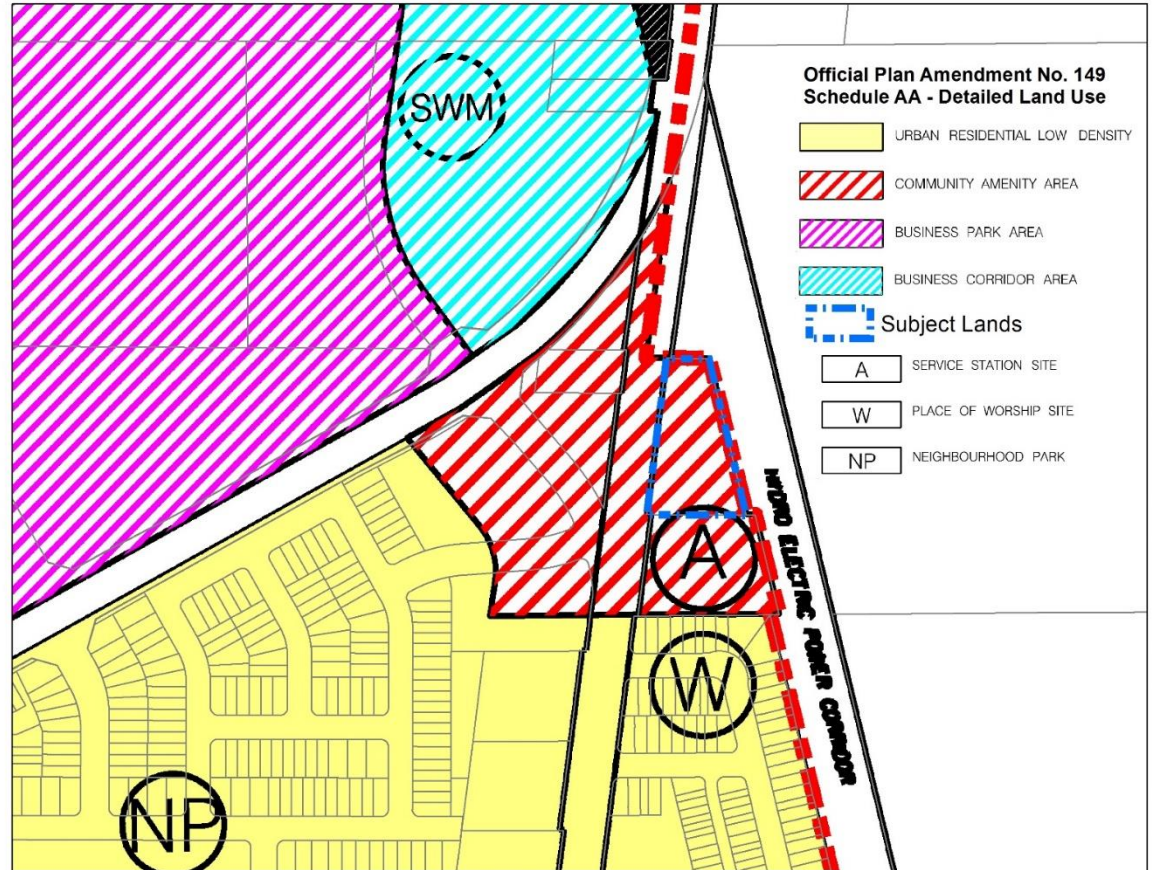 SWM
Official Plan Amendment No. 149
Schedule AA - Detailed Land Use
URBAN RESIDENTIAL LOW DENSITY
COMMUNITY AMENITY AREA
BUSINESS PARK AREA
BUSINESS CORRIDOR AREA
Subject Lands
A SERVICE STATION SITE
W PLACE OF WORSHIP SITE
NP NEIGHBOURHOOD PARK
HYDRO ELECTRIC POWER CORRIDOR
A
W
NP